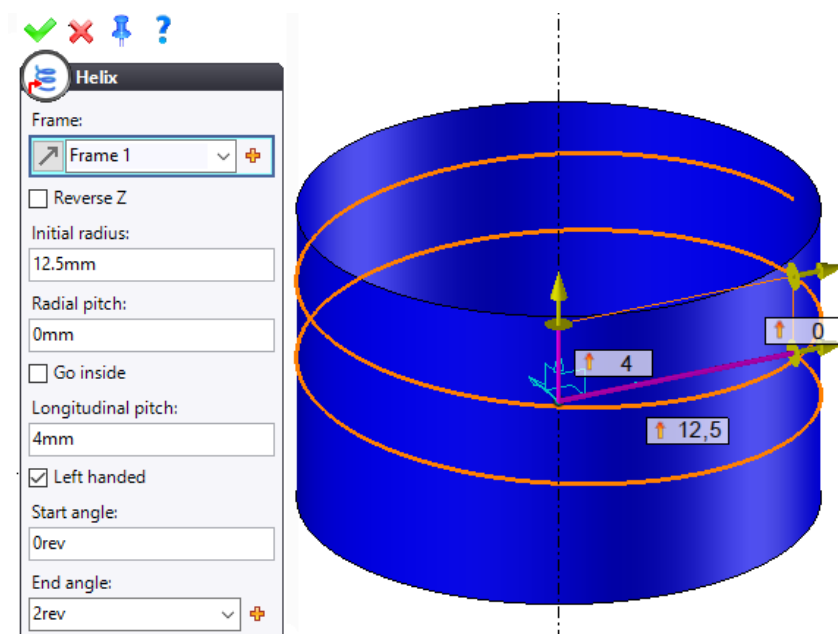 ?
Helix
Frame:
Frame 1
Reverse Z
Initial radius:
12.5mm
Radial pitch:
0mm
Go inside
Longitudinal pitch:
4mm
Left handed
Start angle:
0rev
End angle:
2rev
0
4
12,5